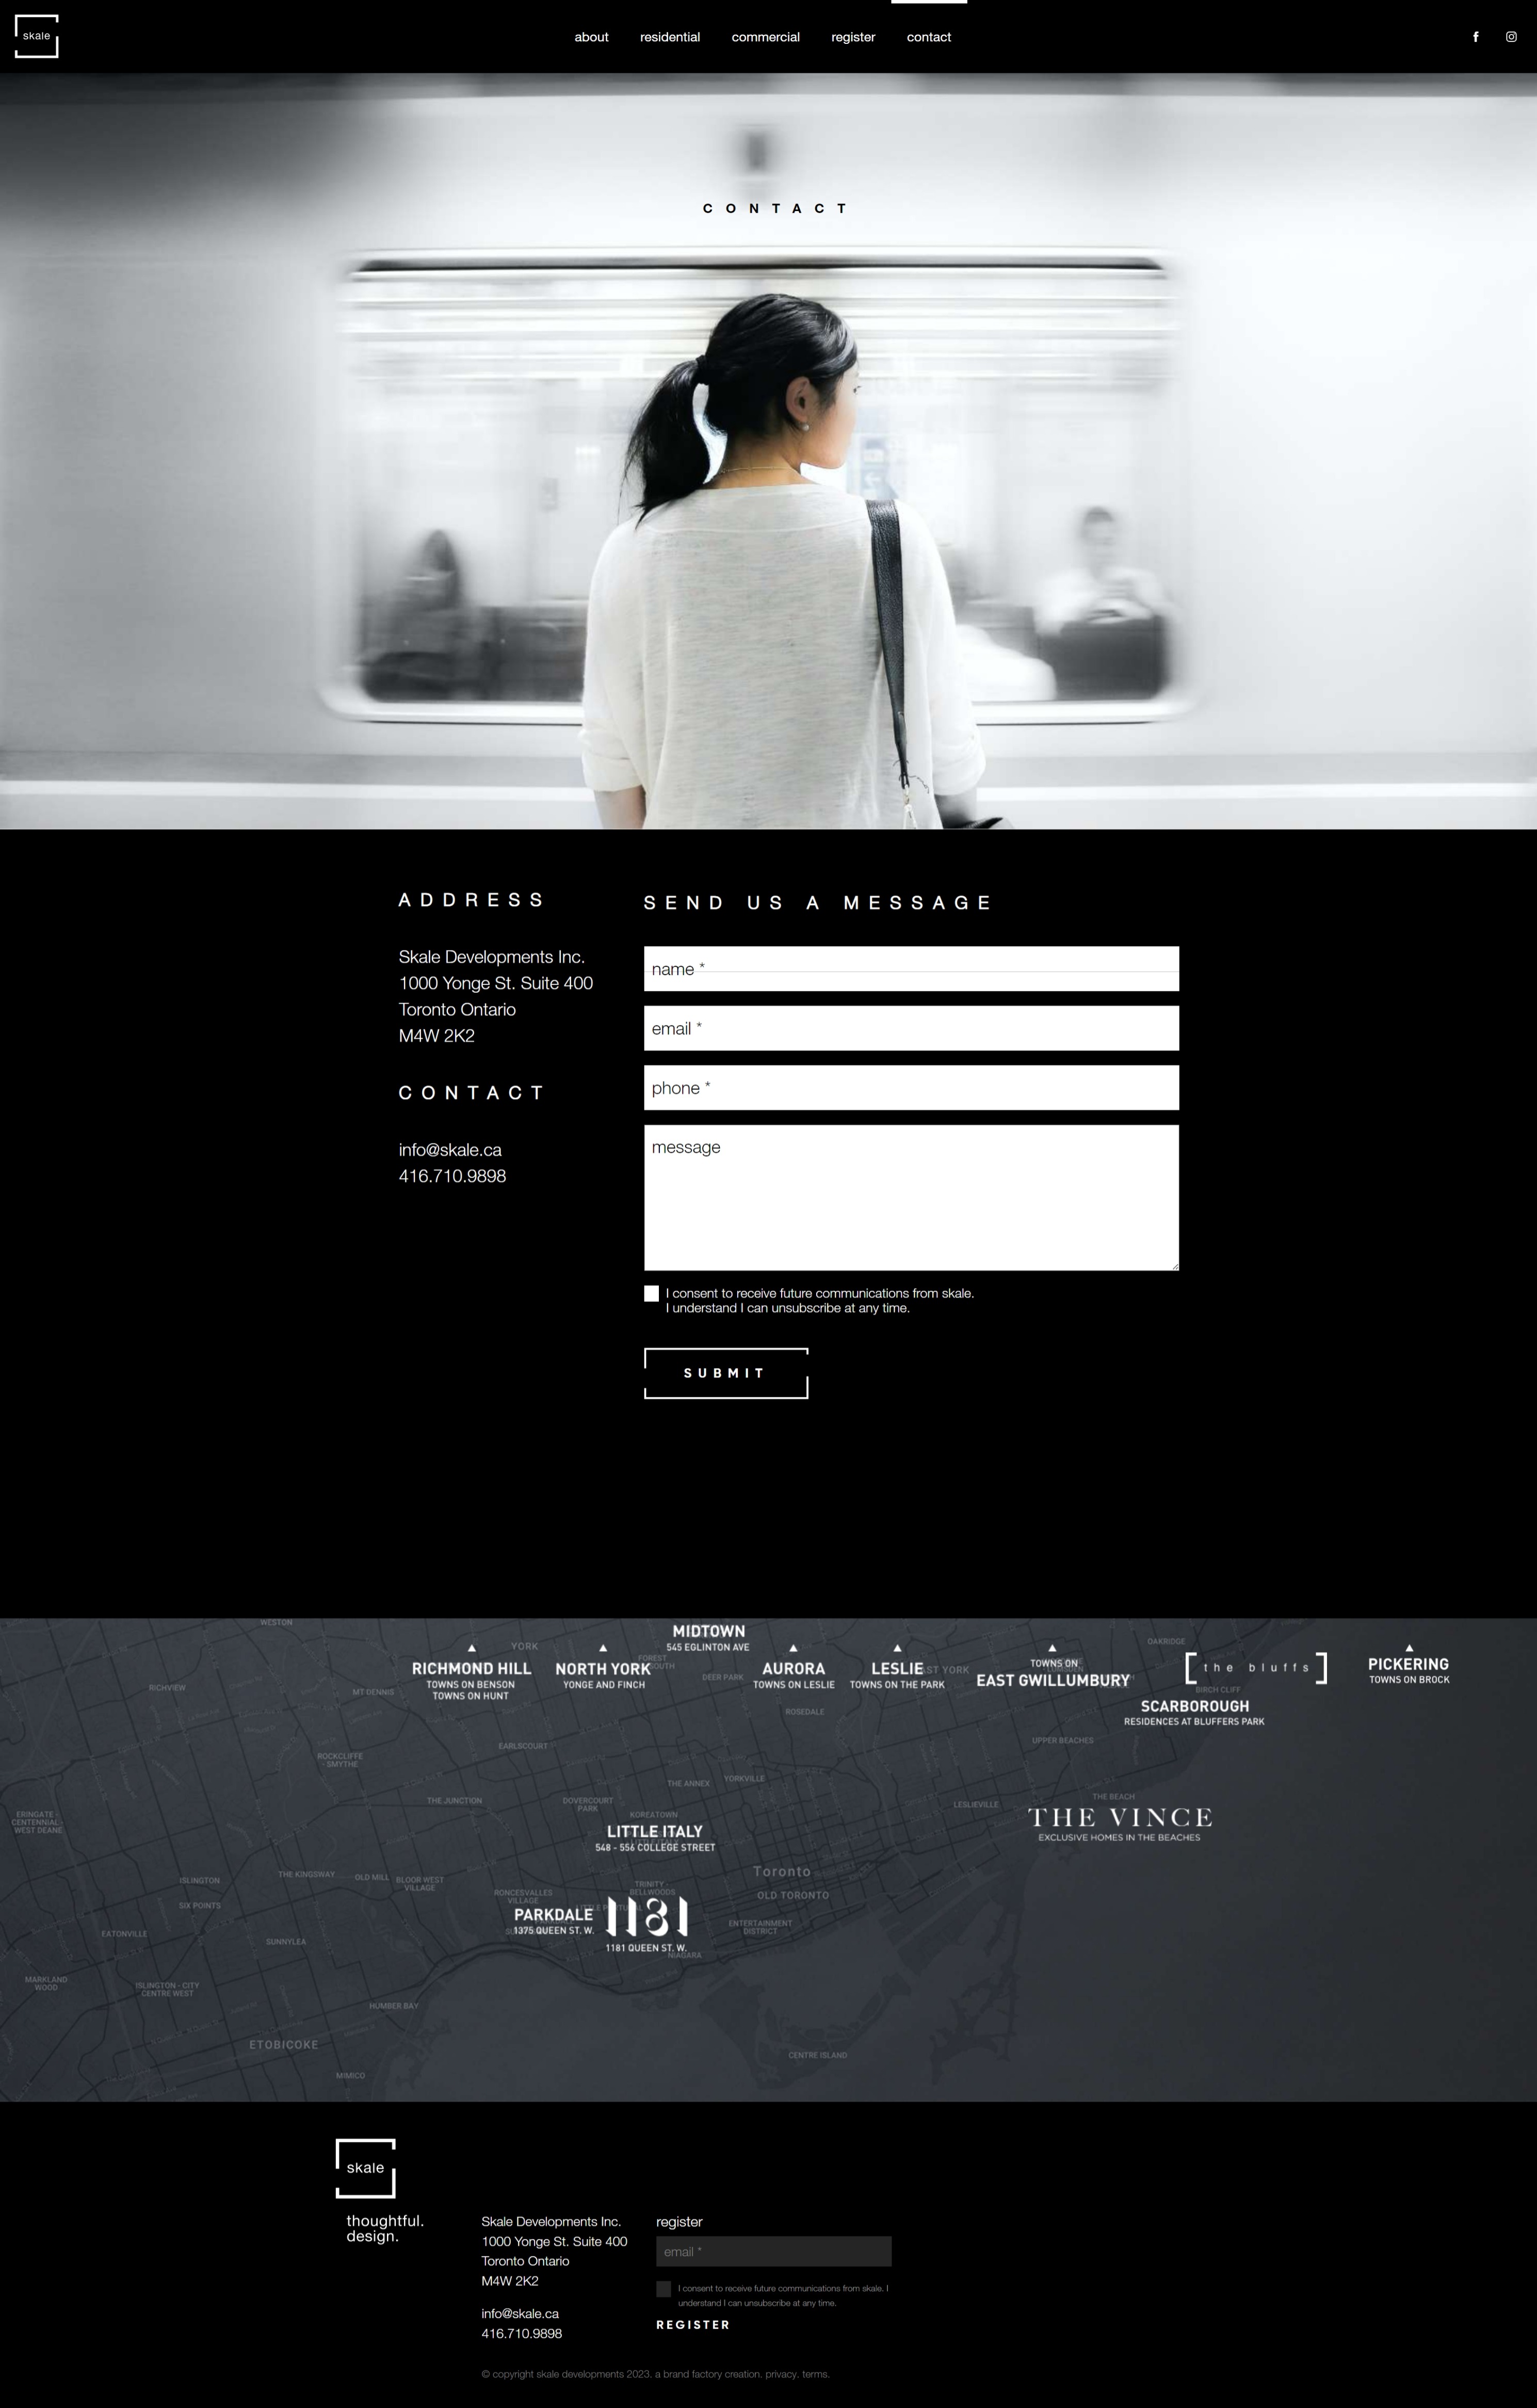 skale
about residential commercial register contact
CONTACT
ADDRESS
Skale Developments Inc.
1000 Yonge St. Suite 400
Toronto Ontario
M4W 2K2
CONTACT
info@skale.ca
416.710.9898
SEND US A MESSAGE
name *
email *
phone *
message
I consent to receive future communications from skale.
I understand I can unsubscribe at any time.
SUBMIT
WESTON
MIDTOWN
545 EGLINTON AVE
YORK
OAKRIDGE
RICHMOND HILL
TOWNS ON BENSON
TOWNS ON HUNT
NORTH YORK
YONGE AND FINCH
FOREST
DEER PARK
AURORA
TOWNS ON LESLIE
LESLIE
TOWNS ON THE PARK
TOWNS ON
EAST GWILLUMBURY
the bluffs
BIRCH CLIFF
SCARBOROUGH
RESIDENCES AT BLUFFERS PARK
PICKERING
TOWNS ON BROCK
RICHVIEW
MT DENNIS
ROSEDALE
UPPER BEACHES
EARLSCOURT
ROCKCLIFFE
- SMYTHE
THE ANNEX
YORKVILLE
THE JUNCTION
DOVERCOURT
PARK
KOREATOWN
LESLIEVILLE
THE BEACH
THE VINCE
EXCLUSIVE HOMES IN THE BEACHES
ERINGATE -
CENTENNIAL -
WEST DEANE
LITTLE ITALY
548 - 556 COLLEGE STREET
Toronto
OLD TORONTO
ISLINGTON
THE KINGSWAY
OLD MILL
BLOOR WEST
VILLAGE
RONCESVALLES
VILLAGE
TRINITY -
BELLWOODS
SIX POINTS
PARKDALE
1375 QUEEN ST. W.
1181
1181 QUEEN ST. W.
NIAGARA
ENTERTAINMENT
DISTRICT
EATONVILLE
SUNNYLEA
MARKLAND
WOOD
ISLINGTON - CITY
CENTRE WEST
HUMBER BAY
ETOBICOKE
CENTRE ISLAND
MIMICO
skale
thoughtful.
design.
Skale Developments Inc.
1000 Yonge St. Suite 400
Toronto Ontario
M4W 2K2
info@skale.ca
416.710.9898
register
email *
I consent to receive future communications from skale. I
understand I can unsubscribe at any time.
REGISTER
© copyright skale developments 2023. a brand factory creation. privacy. terms.